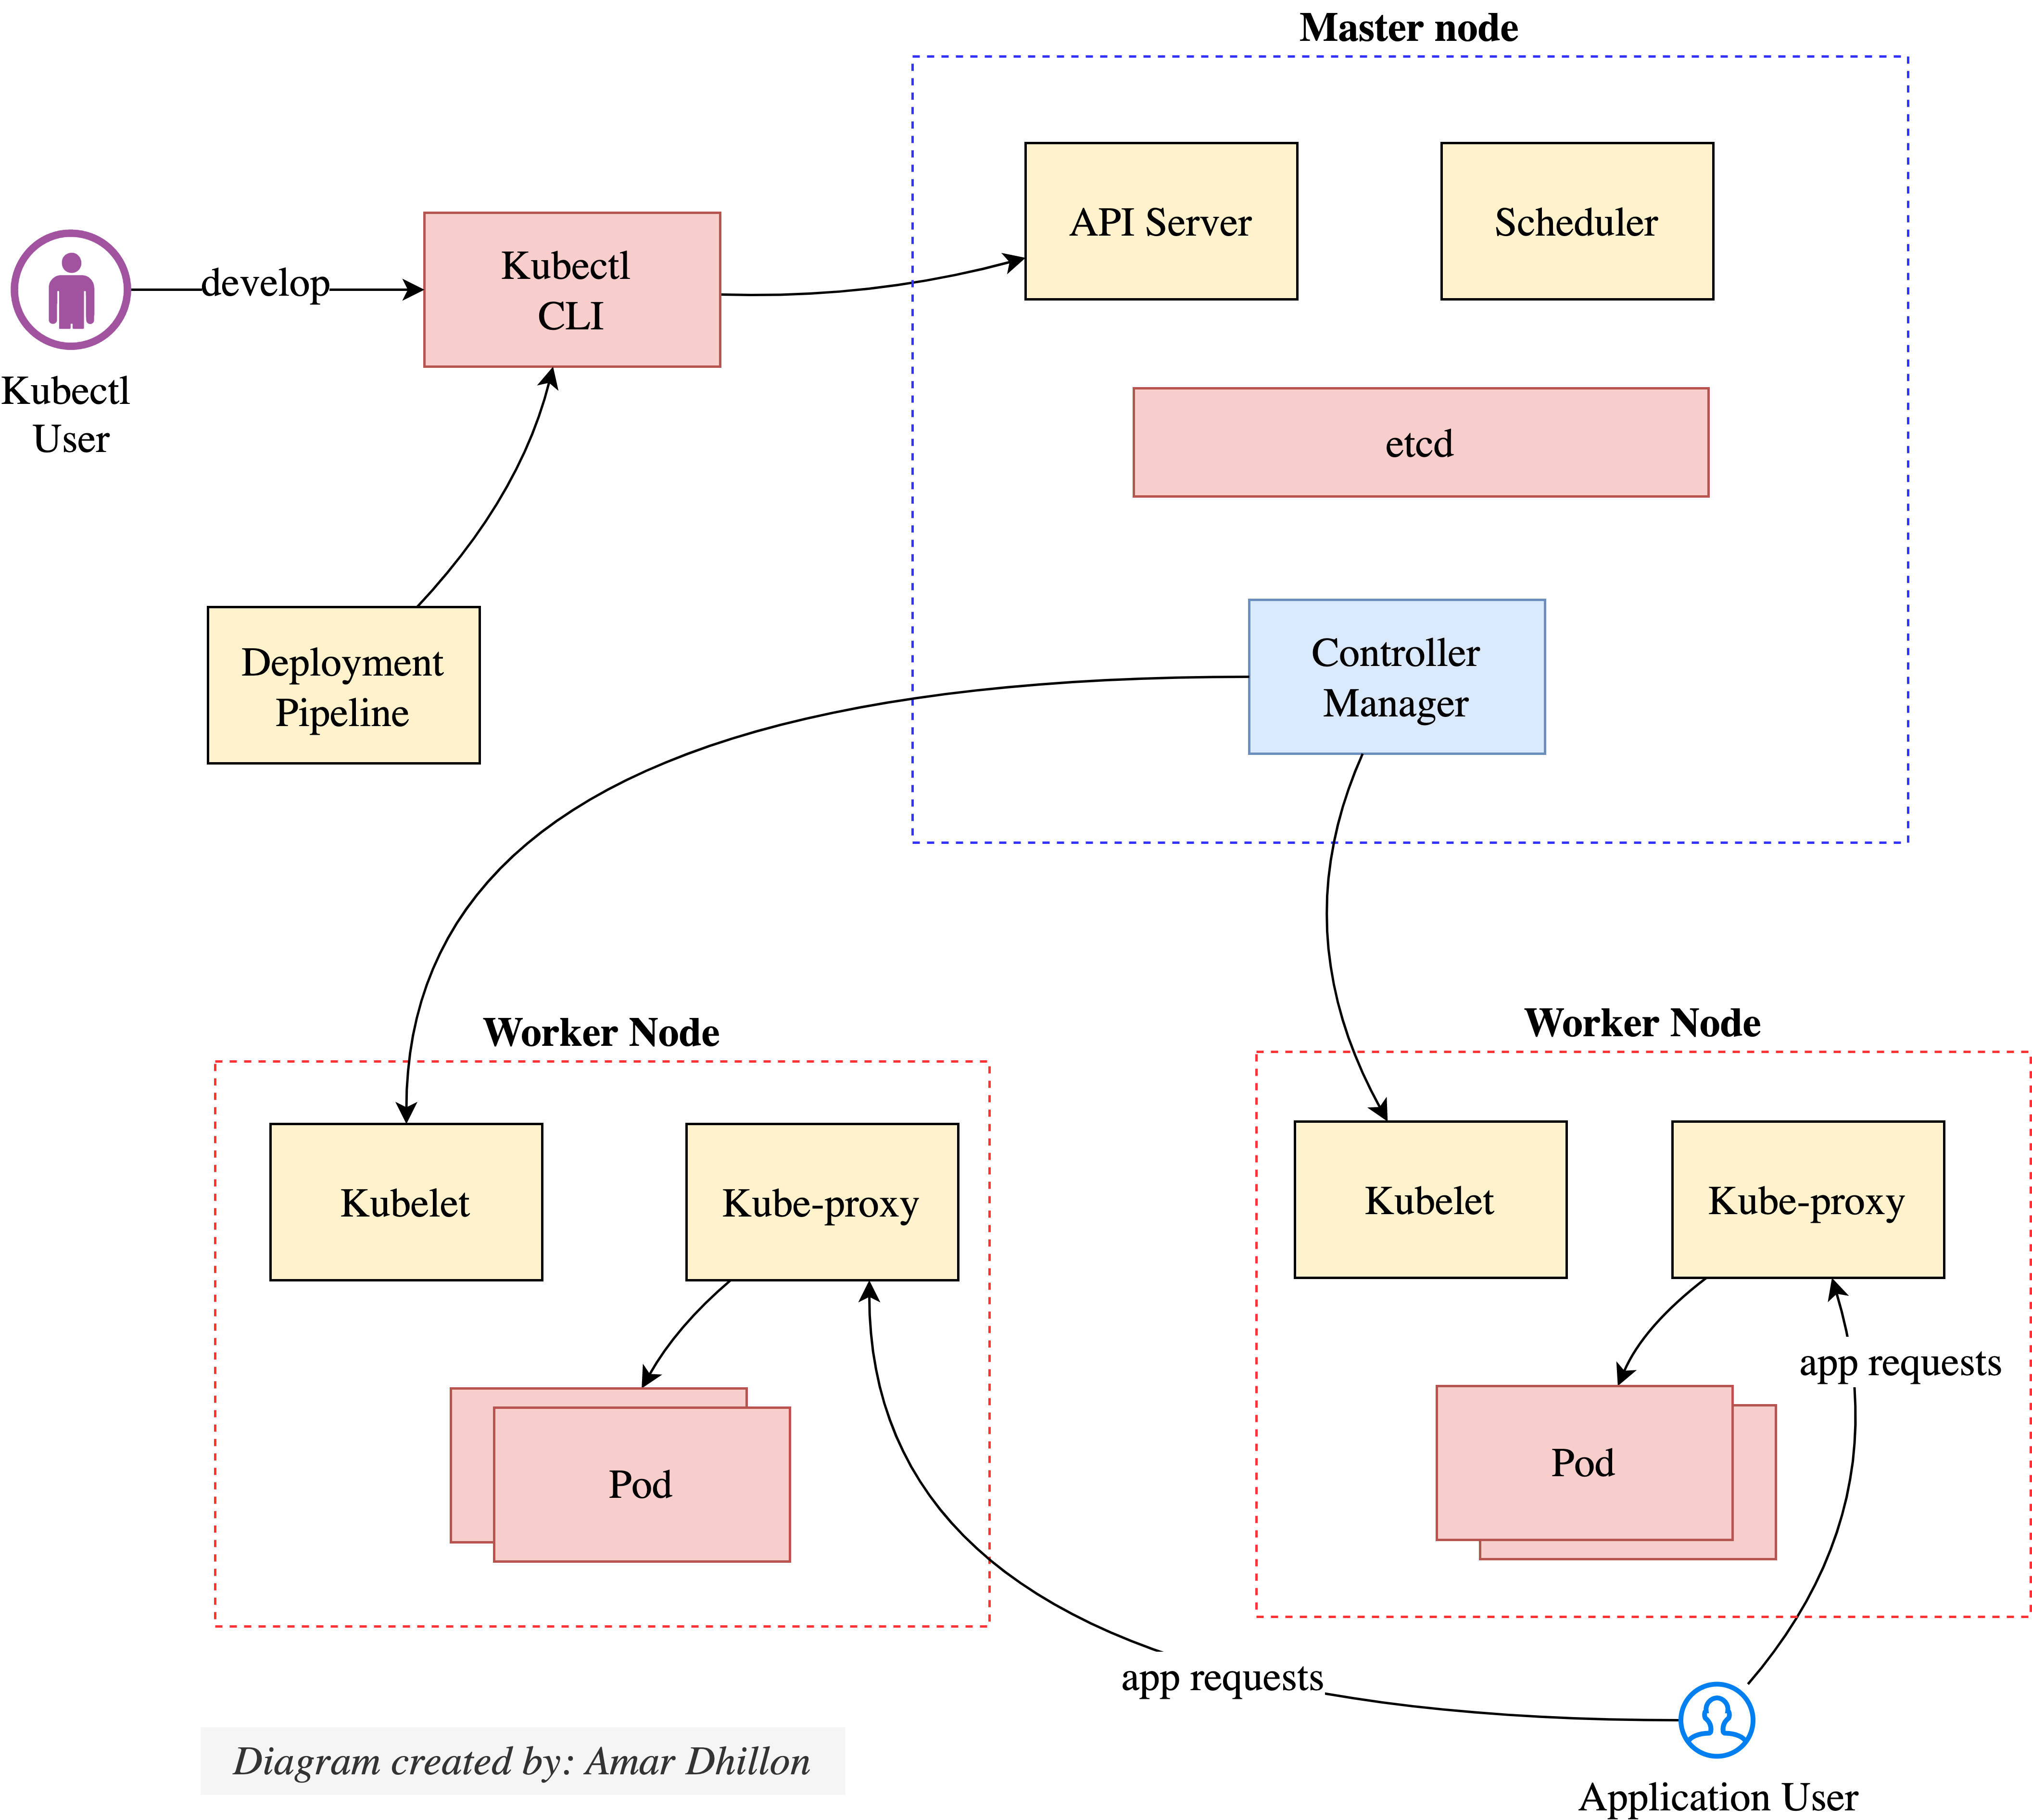 Master node
API Server
Scheduler
Kubectl
CLI
develop
Kubectl
User
etcd
Deployment
Pipeline
Controller
Manager
Worker Node
Worker Node
Kubelet
Kube-proxy
Kubelet
Kube-proxy
app requests
Pod
Pod
app requests
Diagram created by: Amar Dhillon
Application User